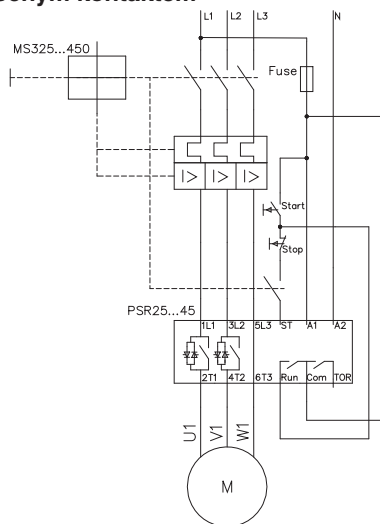 MS325...450
L1 L2 L3 N
Fuse
I> I> I>
Start
Stop
PSR25...45
1L1 3L2 5L3 ST A1 A2
2T1 4T2 6T3 Run Com TOR
U1 V1 W1
M